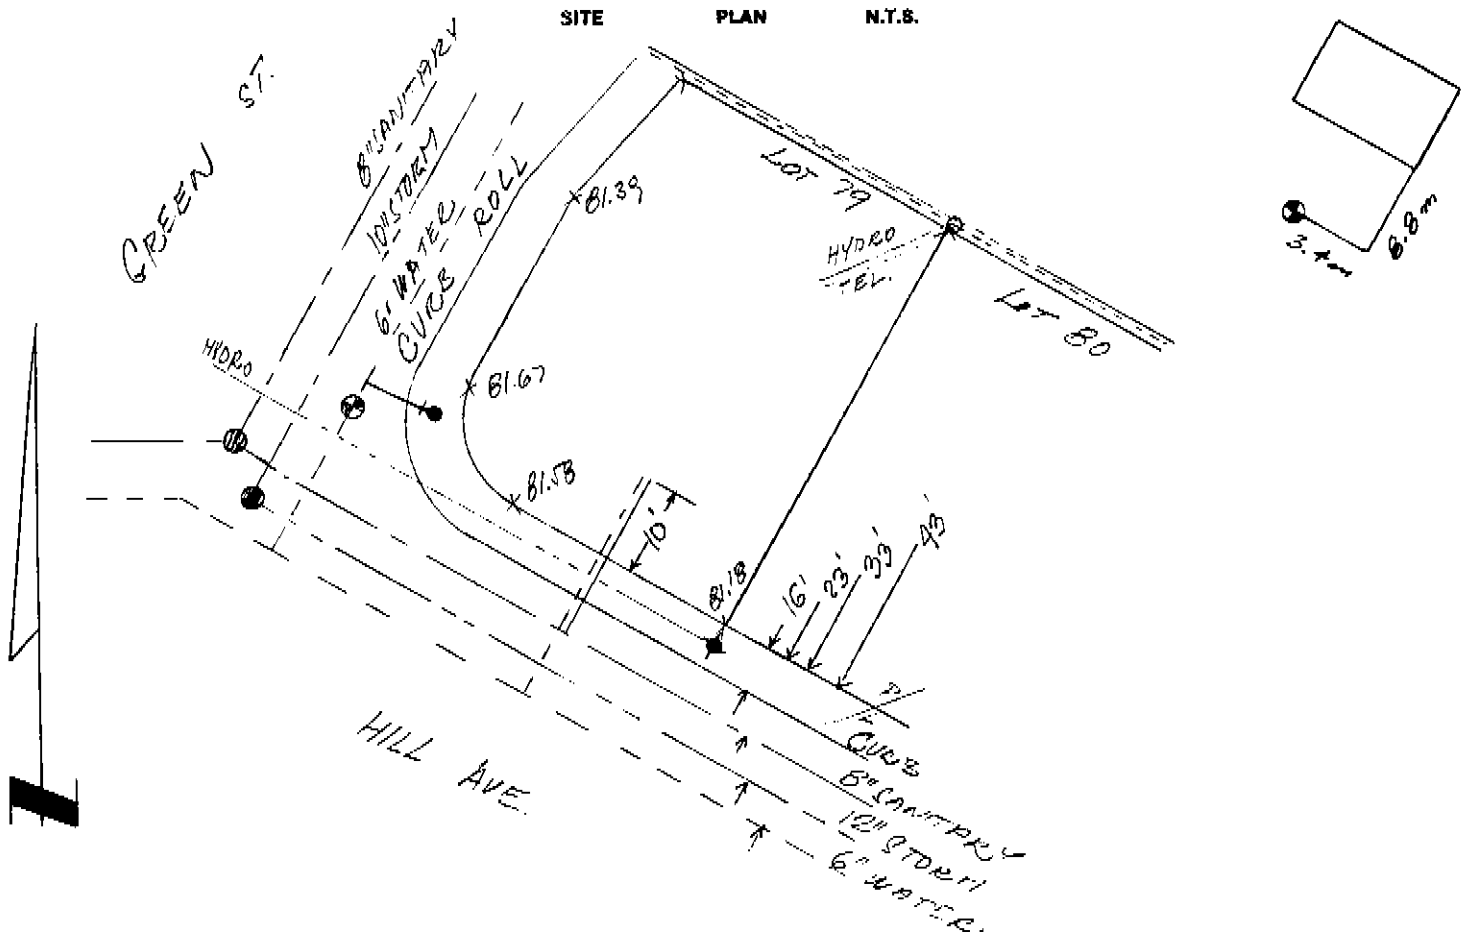 SITE PLAN N.T.S.
GREEN ST.
8" SANITARY
10" STORM
6" WATER
CURB ROLL
LOT 79
81.39
HYDRO
TEL.
LOT 80
3.4m
8.8m
HYDRO
81.67
81.58
10'
81.18
16'
23'
33'
43'
HILL AVE.
CURB
8" SANITARY
STORM
6" WATER